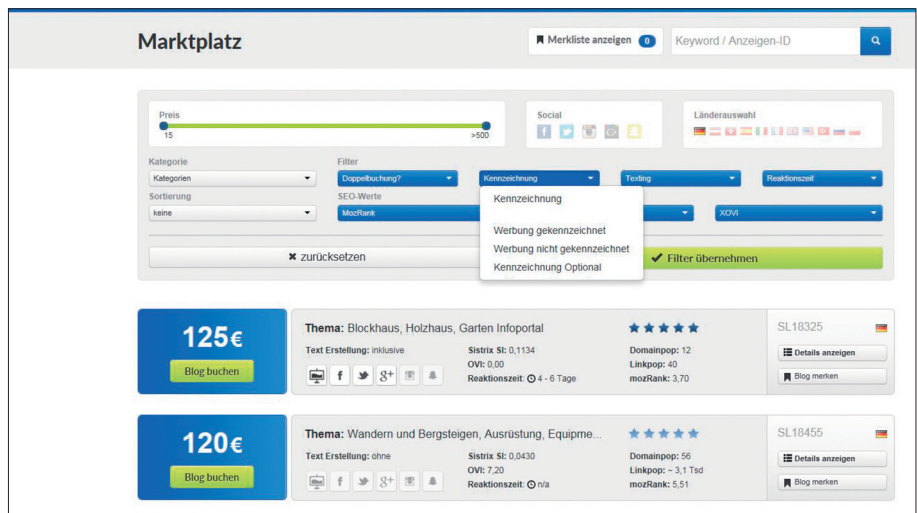 Marktplatz
Merkliste anzeigen 0
Keyword / Anzeigen-ID
Preis
15 >500
Social
Länderauswahl
Kategorie Filter
Kategorien Doppelbuchung? Kennzeichnung Texting Reaktionszeit
Sortierung SEO-Werte
keine MozRank XOVI
Kennzeichnung
Werbung gekennzeichnet
Werbung nicht gekennzeichnet
Kennzeichnung Optional
zurücksetzen Filter übernehmen
125€
Blog buchen
Thema: Blockhaus, Holzhaus, Garten Infoportal
Text Erstellung: inklusive
Sistrix SI: 0,1134
OVI: 0,00
Reaktionszeit: 4 - 6 Tage
Domainpop: 12
Linkpop: 40
mozRank: 3,70
SL18325
Details anzeigen
Blog merken
120€
Blog buchen
Thema: Wandern und Bergsteigen, Ausrüstung, Equipme...
Text Erstellung: ohne
Sistrix SI: 0,0430
OVI: 7,20
Reaktionszeit: n/a
Domainpop: 56
Linkpop: ~ 3,1 Tsd
mozRank: 5,51
SL18455
Details anzeigen
Blog merken